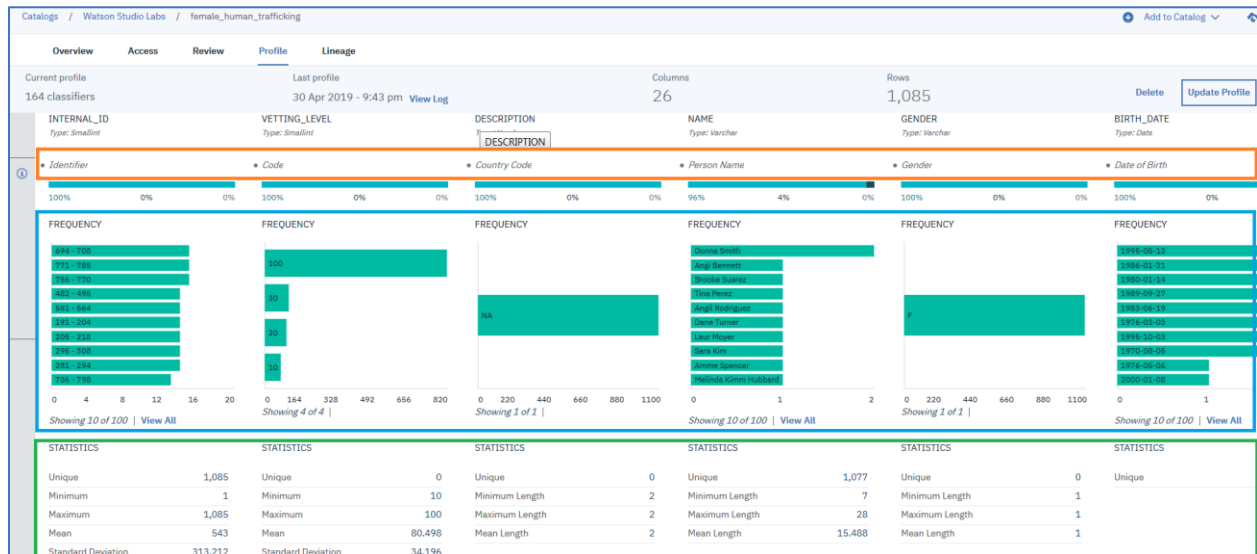 Catalogs / Watson Studio Labs / female_human_trafficking Add to Catalog
Overview Access Review Profile Lineage
Current profile Last profile Columns Rows
164 classifiers 30 Apr 2019 - 9:43 pm View Log 26 1,085 Delete Update Profile
INTERNAL_ID VETTING_LEVEL DESCRIPTION NAME GENDER BIRTH_DATE
Type: Smallint Type: Smallint Type: Varchar Type: Varchar Type: Date
DESCRIPTION
Identifier Code Country Code Person Name Gender Date of Birth
100% 0% 0% 100% 0% 0% 100% 0% 0% 96% 4% 0% 100% 0% 0% 100% 0%
FREQUENCY FREQUENCY FREQUENCY FREQUENCY FREQUENCY FREQUENCY
694 - 708
771 - 785
756 - 770
482 - 495
551 - 564
191 - 204
205 - 218
295 - 308
281 - 294
786 - 798
0 4 8 12 16 20
Showing 10 of 100 | View All
100
30
20
10
0 164 328 492 656 820
Showing 4 of 4 |
NA
0 220 440 660 880 1100
Showing 1 of 1 |
Donna Smith
Angi Bennett
Brooke Suarez
Tina Perez
Angil Rodriguez
Dane Turner
Laur Moyer
Sara Kim
Amme Spencer
Melinda Kimm Hubbard
0 1 2
Showing 10 of 100 | View All
F
0 220 440 660 880 1100
Showing 1 of 1 |
1995-05-13
1986-01-31
1980-01-14
1989-09-27
1983-06-19
1976-03-03
1995-10-03
1970-08-05
1976-05-06
2000-01-08
0 1
Showing 10 of 100 | View All
STATISTICS STATISTICS STATISTICS STATISTICS STATISTICS STATISTICS
Unique 1,085 Unique 0 Unique 0 Unique 1,077 Unique 0 Unique
Minimum 1 Minimum 10 Minimum Length 2 Minimum Length 7 Minimum Length 1
Maximum 1,085 Maximum 100 Maximum Length 2 Maximum Length 28 Maximum Length 1
Mean 543 Mean 80.498 Mean Length 2 Mean Length 15.488 Mean Length 1
Standard Deviation 313.212 Standard Deviation 34.196